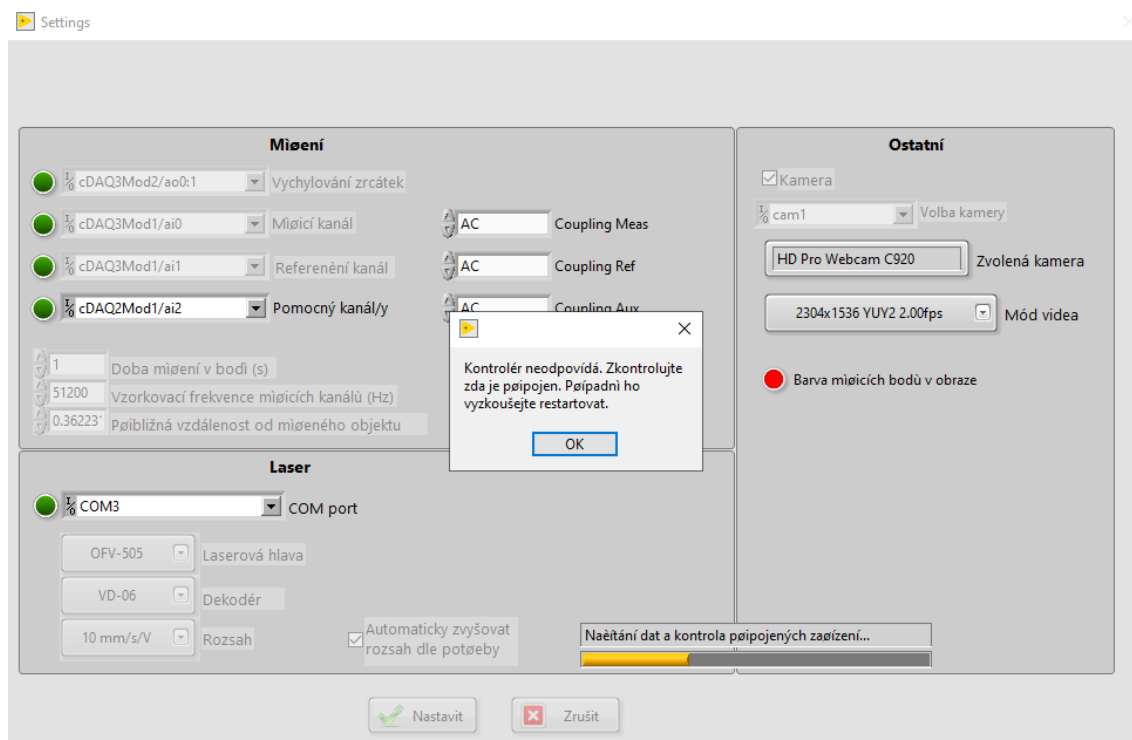 Settings
Mìøení
cDAQ3Mod2/ao0:1 Vychylování zrcátek
cDAQ3Mod1/ai0 Mìøicí kanál AC Coupling Meas
cDAQ3Mod1/ai1 Referenèní kanál AC Coupling Ref
cDAQ2Mod1/ai2 Pomocný kanál/y AC Coupling Aux
1 Doba mìøení v bodì (s)
51200 Vzorkovací frekvence mìøicích kanálù (Hz)
0.36223 Pøibližná vzdálenost od mìøeného objektu
Kontrolér neodpovídá. Zkontrolujte
zda je pøipojen. Pøípadnì ho
vyzkoušejte restartovat.
OK
Laser
COM3 COM port
OFV-505 Laserová hlava
VD-06 Dekodér
10 mm/s/V Rozsah
Automaticky zvyšovat
rozsah dle potøeby
Naèítání dat a kontrola pøipojených zaøízení...
Ostatní
Kamera
cam1 Volba kamery
HD Pro Webcam C920 Zvolená kamera
2304x1536 YUY2 2.00fps Mód videa
Barva mìøicích bodù v obraze
Nastavit
Zrušit